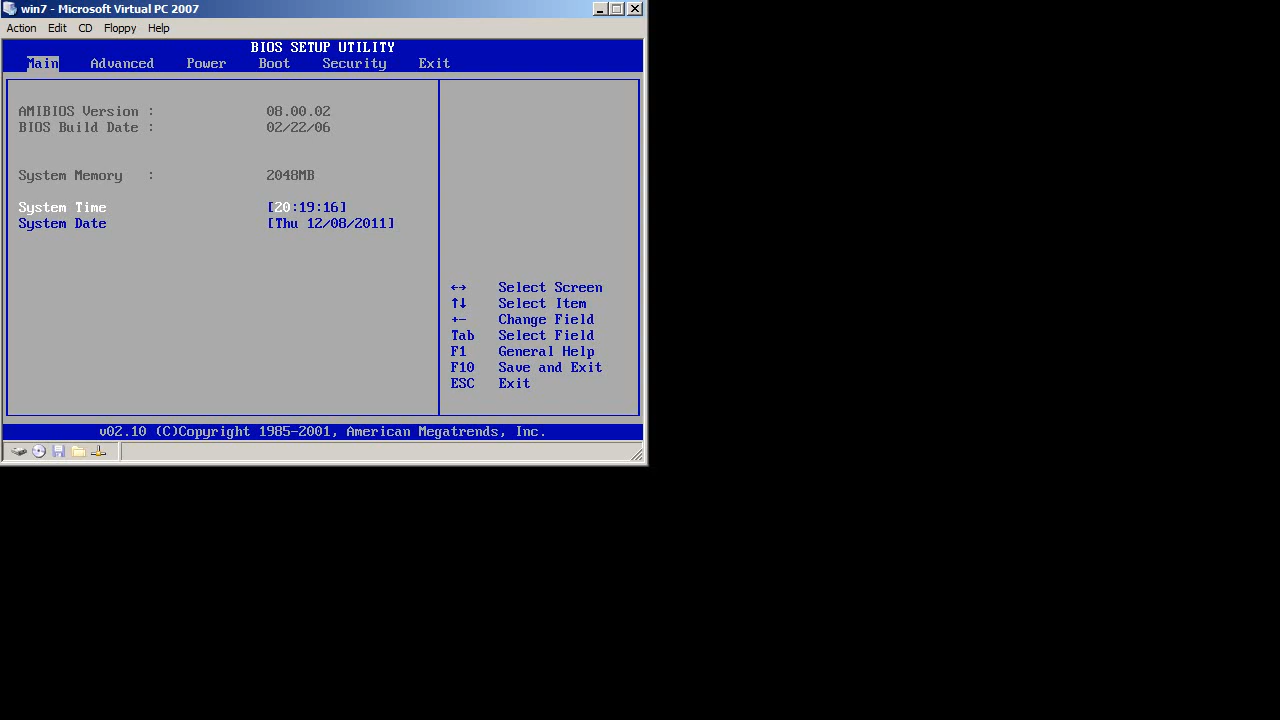 win7 - Microsoft Virtual PC 2007
Action Edit CD Floppy Help
BIOS SETUP UTILITY
Main Advanced Power Boot Security Exit
AMIBIOS Version : 08.00.02
BIOS Build Date : 02/22/06
System Memory : 2048MB
System Time [20:19:16]
System Date [Thu 12/08/2011]
↔ Select Screen
↑↓ Select Item
+- Change Field
Tab Select Field
F1 General Help
F10 Save and Exit
ESC Exit
v02.10 (C)Copyright 1985-2001, American Megatrends, Inc.